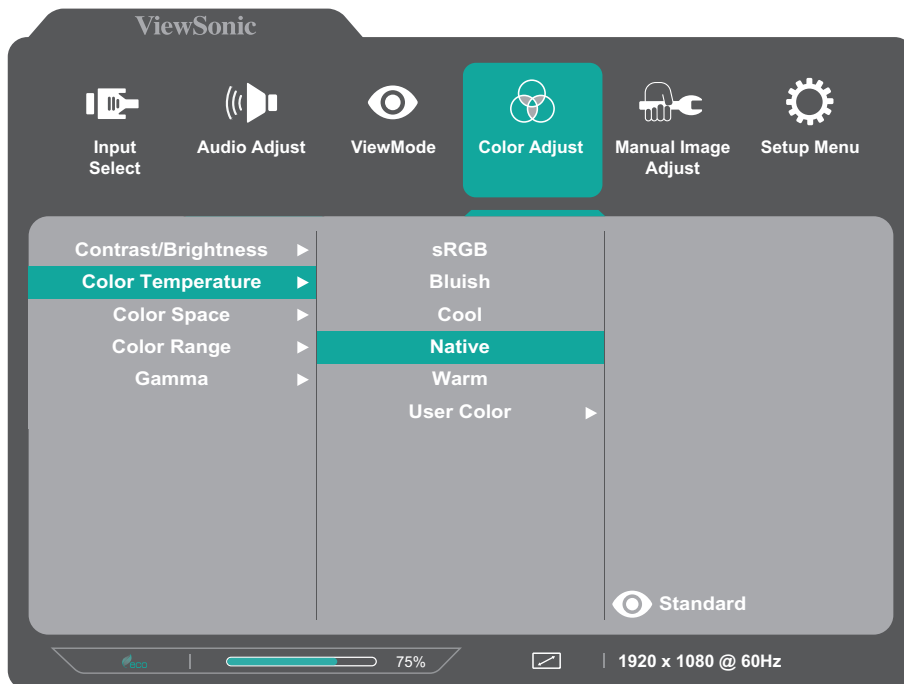 ViewSonic
Input
Select
Audio Adjust
ViewMode
Color Adjust
Manual Image
Adjust
Setup Menu
Contrast/Brightness
Color Temperature
Color Space
Color Range
Gamma
sRGB
Bluish
Cool
Native
Warm
User Color
Standard
ECO
75%
1920 x 1080 @ 60Hz